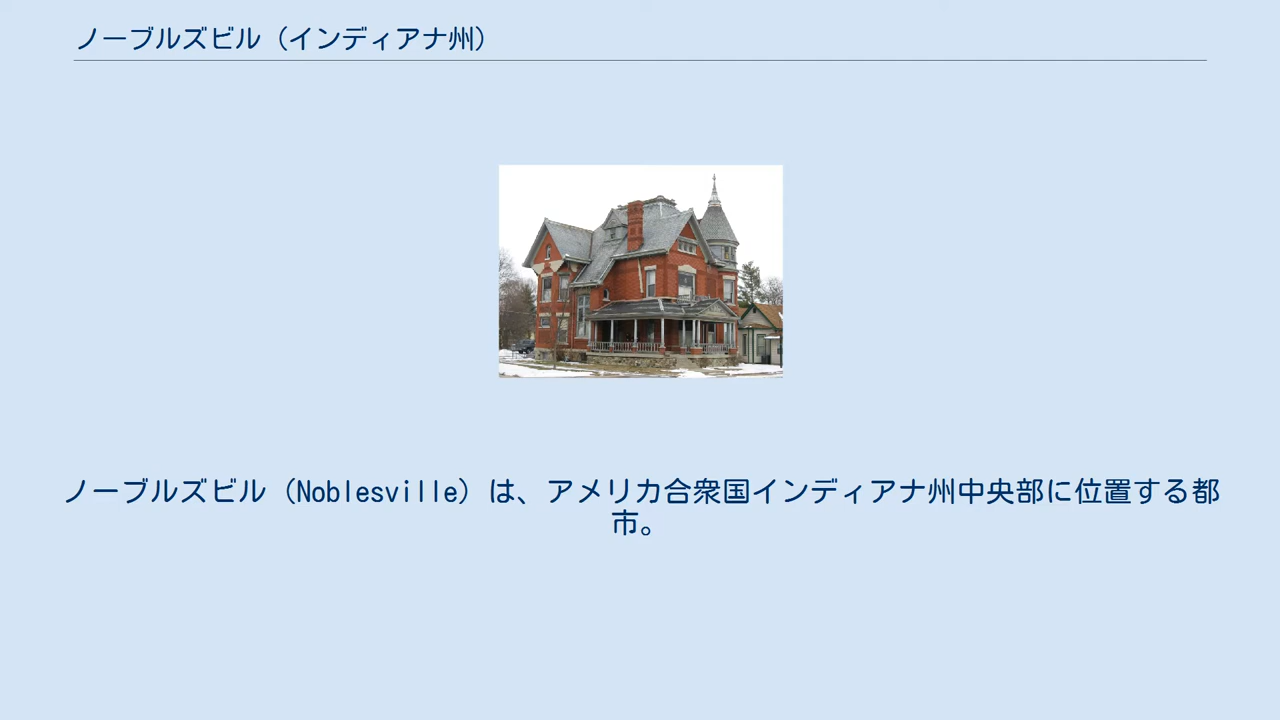 ノーブルズビル（インディアナ州）
ノーブルズビル（Noblesville）は、アメリカ合衆国インディアナ州中央部に位置する都
市。